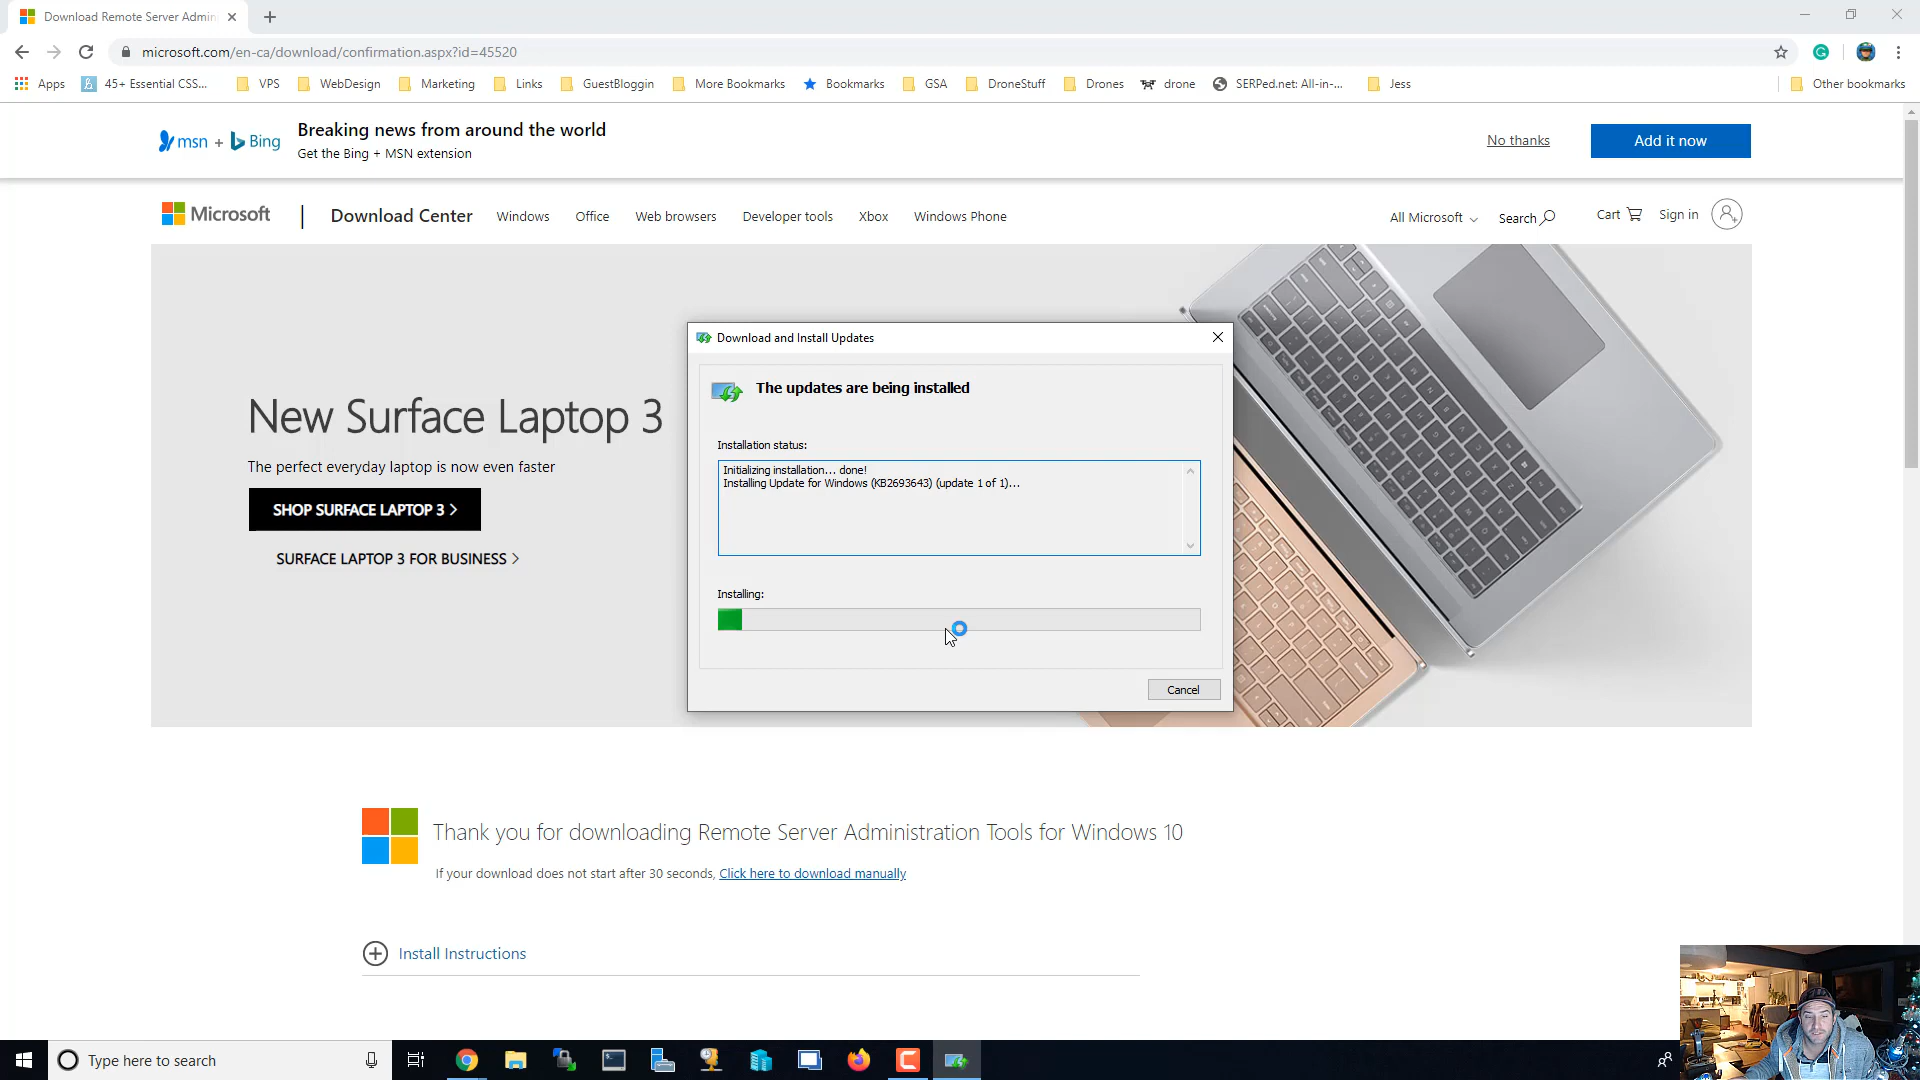 Download Remote Server Admin
microsoft.com/en-ca/download/confirmation.aspx?id=45520
Apps 45+ Essential CSS... VPS WebDesign Marketing Links GuestBloggin More Bookmarks Bookmarks GSA DroneStuff Drones drone SERPed.net: All-in-... Jess Other bookmarks
msn + Bing
Breaking news from around the world
Get the Bing + MSN extension
No thanks
Add it now
Microsoft
Download Center Windows Office Web browsers Developer tools Xbox Windows Phone
All Microsoft Search Cart Sign in
New Surface Laptop 3
The perfect everyday laptop is now even faster
SHOP SURFACE LAPTOP 3 >
SURFACE LAPTOP 3 FOR BUSINESS >
Download and Install Updates
The updates are being installed
Installation status:
Initializing installation... done!
Installing Update for Windows (KB2693643) (update 1 of 1)...
Installing:
Cancel
Thank you for downloading Remote Server Administration Tools for Windows 10
If your download does not start after 30 seconds, Click here to download manually
Install Instructions
Type here to search